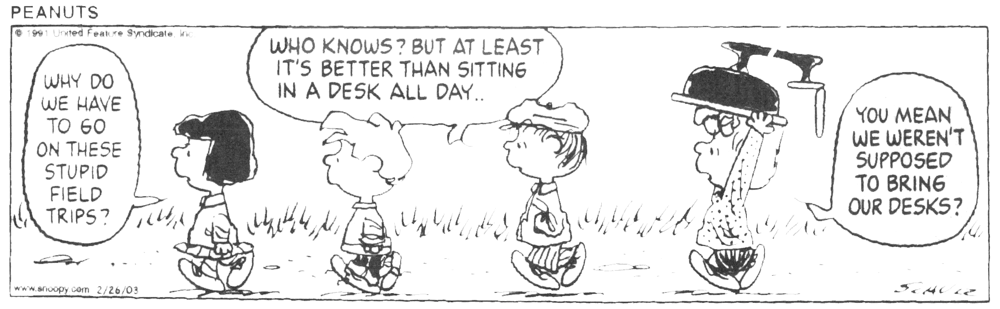 PEANUTS
© 1991 United Feature Syndicate, Inc.
WHY DO
WE HAVE
TO GO
ON THESE
STUPID
FIELD
TRIPS?
WHO KNOWS? BUT AT LEAST
IT'S BETTER THAN SITTING
IN A DESK ALL DAY..
YOU MEAN
WE WEREN'T
SUPPOSED
TO BRING
OUR DESKS?
www.snoopy.com 2/26/03
SCHULZ